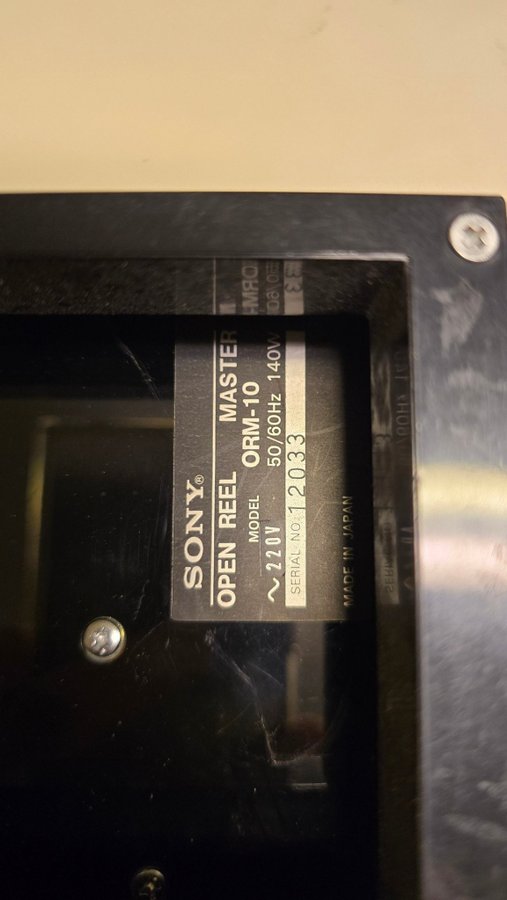 SONY®
OPEN REEL MASTER
MODEL ORM-10
～220V 50/60Hz 140W
SERIAL NO. 12033
MADE IN JAPAN